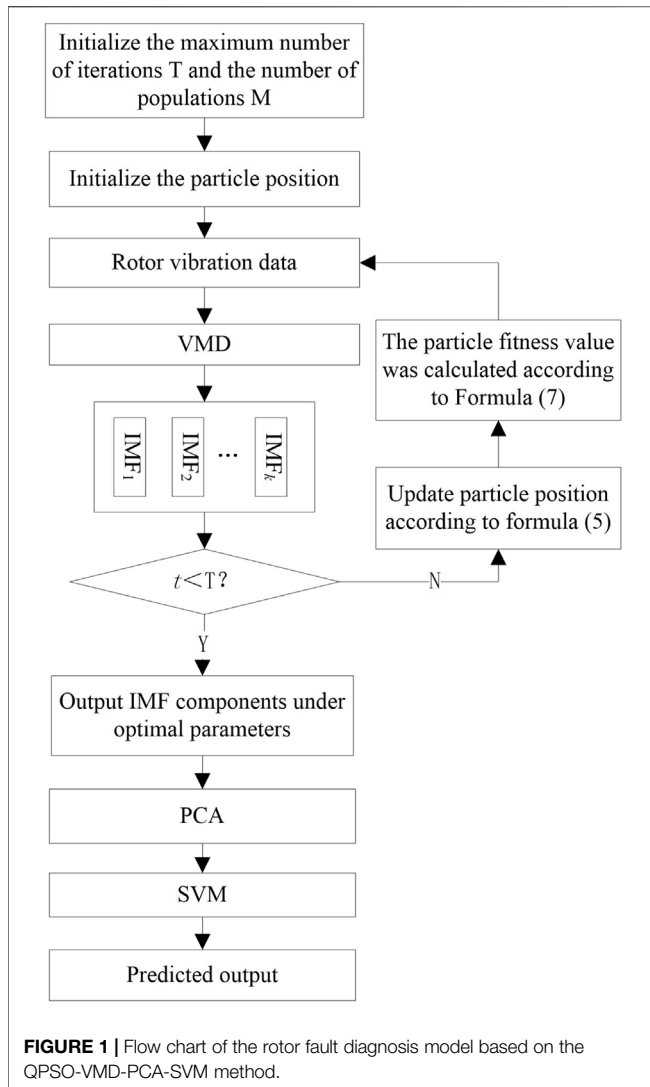 Initialize the maximum number
of iterations T and the number of
populations M
Initialize the particle position
Rotor vibration data
VMD
The particle fitness value
was calculated according
to Formula (7)
IMF₁
IMF₂
...
IMFₖ
Update particle position
according to formula (5)
t<T?
N
Y
Output IMF components under
optimal parameters
PCA
SVM
Predicted output
FIGURE 1 | Flow chart of the rotor fault diagnosis model based on the
QPSO-VMD-PCA-SVM method.